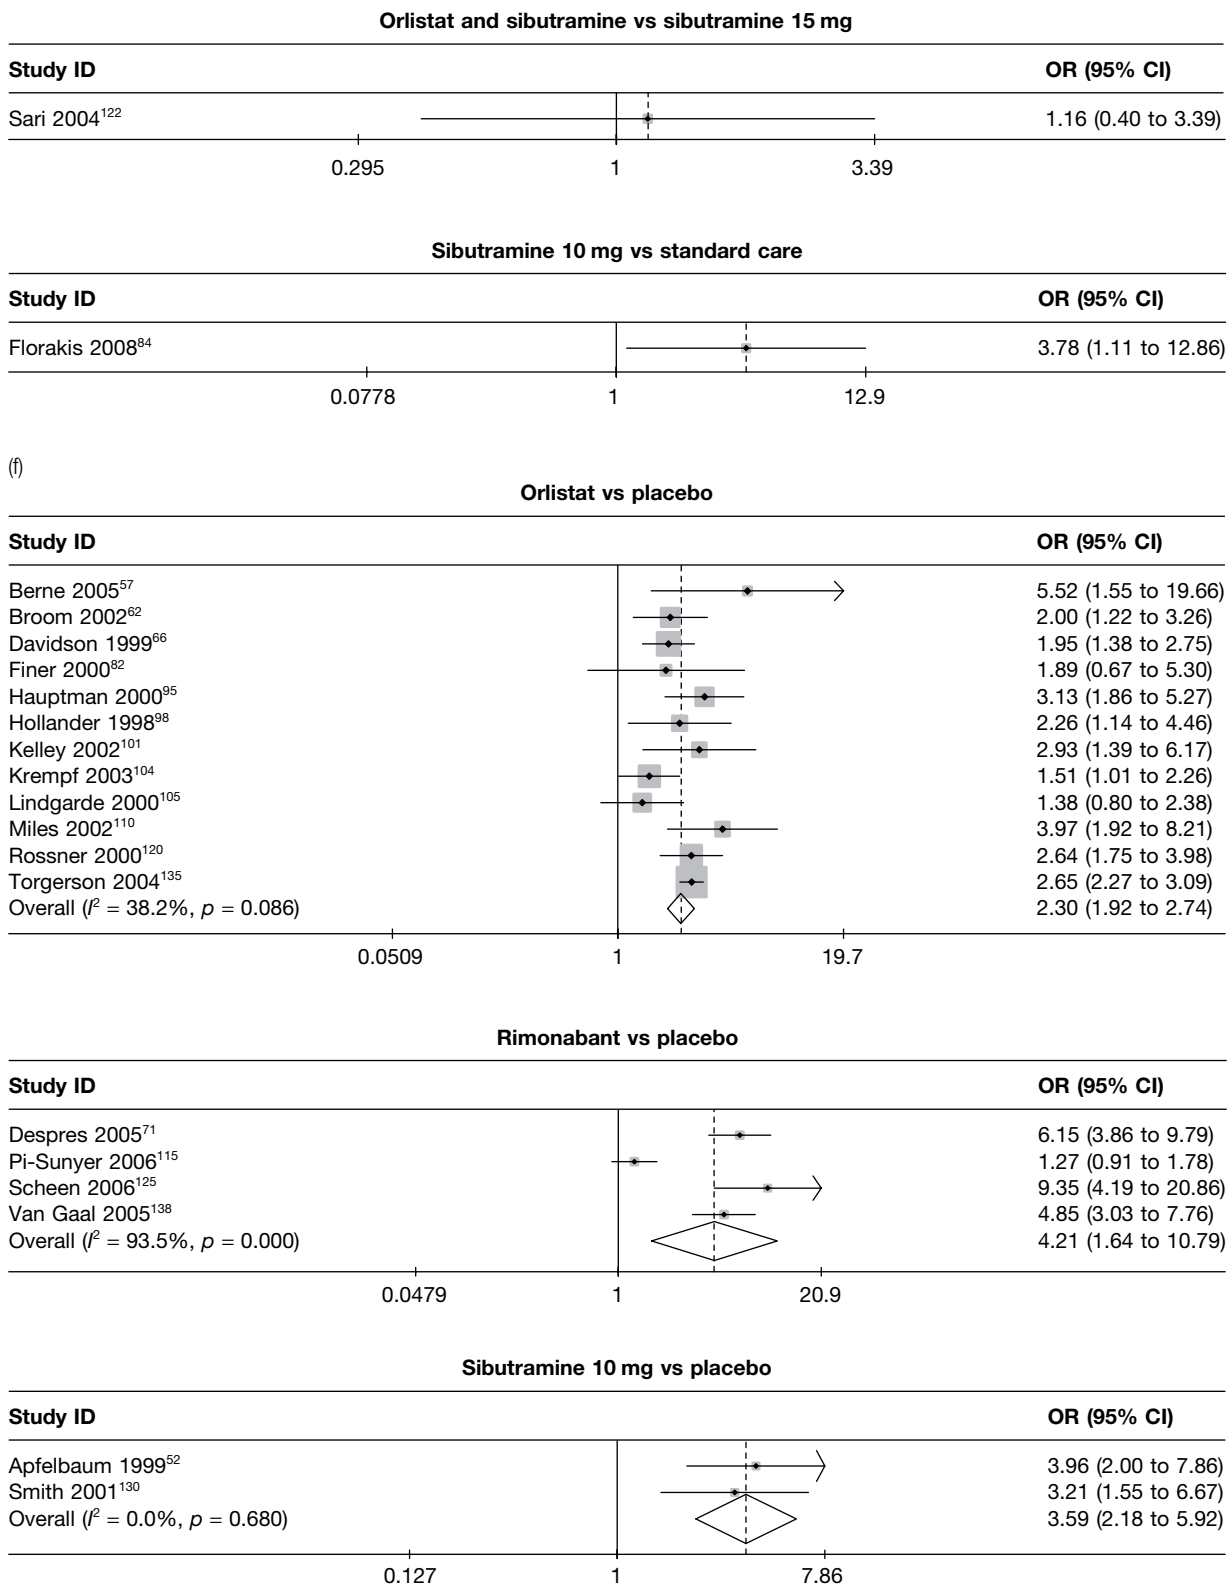 Orlistat and sibutramine vs sibutramine 15 mg
Study ID OR (95% CI)
Sari 2004122 1.16 (0.40 to 3.39)
0.295 1 3.39
Sibutramine 10 mg vs standard care
Study ID OR (95% CI)
Florakis 200884 3.78 (1.11 to 12.86)
0.0778 1 12.9
(f)
Orlistat vs placebo
Study ID OR (95% CI)
Berne 200557 5.52 (1.55 to 19.66)
Broom 200262 2.00 (1.22 to 3.26)
Davidson 199966 1.95 (1.38 to 2.75)
Finer 200082 1.89 (0.67 to 5.30)
Hauptman 200095 3.13 (1.86 to 5.27)
Hollander 199898 2.26 (1.14 to 4.46)
Kelley 2002101 2.93 (1.39 to 6.17)
Krempf 2003104 1.51 (1.01 to 2.26)
Lindgarde 2000105 1.38 (0.80 to 2.38)
Miles 2002110 3.97 (1.92 to 8.21)
Rossner 2000120 2.64 (1.75 to 3.98)
Torgerson 2004135 2.65 (2.27 to 3.09)
Overall (I2 = 38.2%, p = 0.086) 2.30 (1.92 to 2.74)
0.0509 1 19.7
Rimonabant vs placebo
Study ID OR (95% CI)
Despres 200571 6.15 (3.86 to 9.79)
Pi-Sunyer 2006115 1.27 (0.91 to 1.78)
Scheen 2006125 9.35 (4.19 to 20.86)
Van Gaal 2005138 4.85 (3.03 to 7.76)
Overall (I2 = 93.5%, p = 0.000) 4.21 (1.64 to 10.79)
0.0479 1 20.9
Sibutramine 10 mg vs placebo
Study ID OR (95% CI)
Apfelbaum 199952 3.96 (2.00 to 7.86)
Smith 2001130 3.21 (1.55 to 6.67)
Overall (I2 = 0.0%, p = 0.680) 3.59 (2.18 to 5.92)
0.127 1 7.86